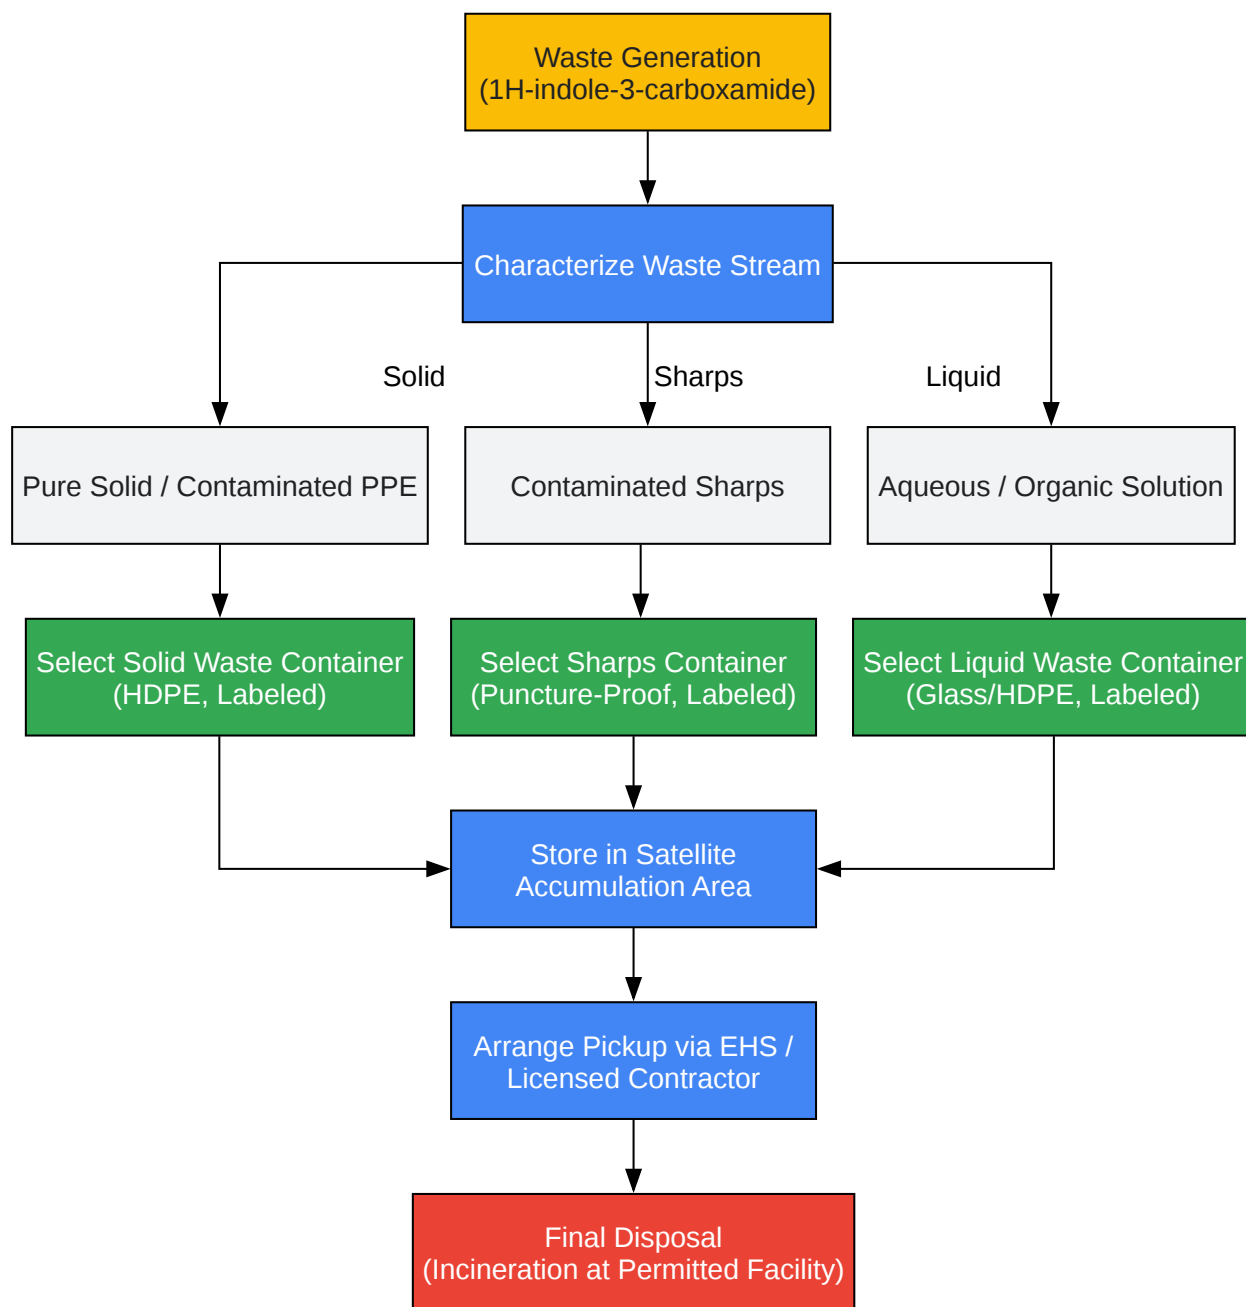 Waste Generation
(1H-indole-3-carboxamide)
Characterize Waste Stream
Solid
Sharps
Liquid
Pure Solid / Contaminated PPE
Contaminated Sharps
Aqueous / Organic Solution
Select Solid Waste Container
(HDPE, Labeled)
Select Sharps Container
(Puncture-Proof, Labeled)
Select Liquid Waste Container
(Glass/HDPE, Labeled)
Store in Satellite
Accumulation Area
Arrange Pickup via EHS /
Licensed Contractor
Final Disposal
(Incineration at Permitted Facility)